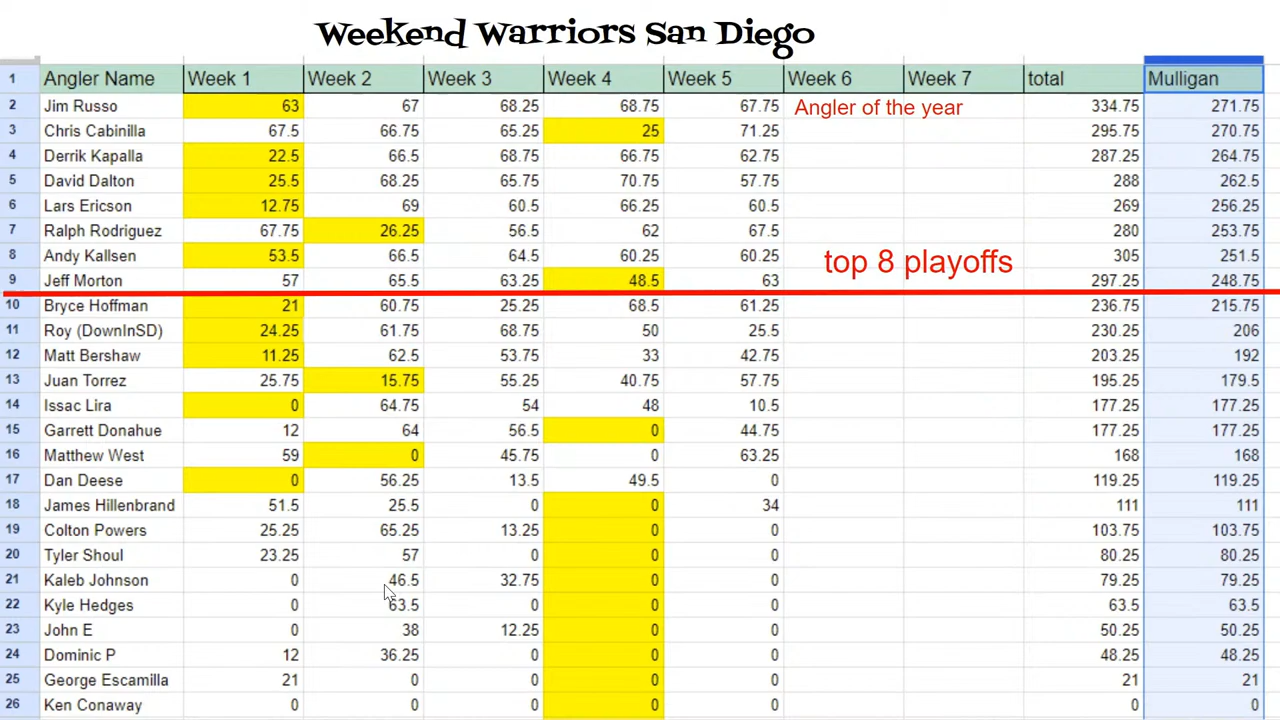 Weekend Warriors San Diego
1 Angler Name Week 1 Week 2 Week 3 Week 4 Week 5 Week 6 Week 7 total Mulligan
2 Jim Russo 63 67 68.25 68.75 67.75 Angler of the year 334.75 271.75
3 Chris Cabinilla 67.5 66.75 65.25 25 71.25 295.75 270.75
4 Derrik Kapalla 22.5 66.5 68.75 66.75 62.75 287.25 264.75
5 David Dalton 25.5 68.25 65.75 70.75 57.75 288 262.5
6 Lars Ericson 12.75 69 60.5 66.25 60.5 269 256.25
7 Ralph Rodriguez 67.75 26.25 56.5 62 67.5 280 253.75
8 Andy Kallsen 53.5 66.5 64.5 60.25 60.25 top 8 playoffs 305 251.5
9 Jeff Morton 57 65.5 63.25 48.5 63 297.25 248.75
10 Bryce Hoffman 21 60.75 25.25 68.5 61.25 236.75 215.75
11 Roy (DownInSD) 24.25 61.75 68.75 50 25.5 230.25 206
12 Matt Bershaw 11.25 62.5 53.75 33 42.75 203.25 192
13 Juan Torrez 25.75 15.75 55.25 40.75 57.75 195.25 179.5
14 Issac Lira 0 64.75 54 48 10.5 177.25 177.25
15 Garrett Donahue 12 64 56.5 0 44.75 177.25 177.25
16 Matthew West 59 0 45.75 0 63.25 168 168
17 Dan Deese 0 56.25 13.5 49.5 0 119.25 119.25
18 James Hillenbrand 51.5 25.5 0 0 34 111 111
19 Colton Powers 25.25 65.25 13.25 0 0 103.75 103.75
20 Tyler Shoul 23.25 57 0 0 0 80.25 80.25
21 Kaleb Johnson 0 46.5 32.75 0 0 79.25 79.25
22 Kyle Hedges 0 63.5 0 0 0 63.5 63.5
23 John E 0 38 12.25 0 0 50.25 50.25
24 Dominic P 12 36.25 0 0 0 48.25 48.25
25 George Escamilla 21 0 0 0 0 21 21
26 Ken Conaway 0 0 0 0 0 0 0